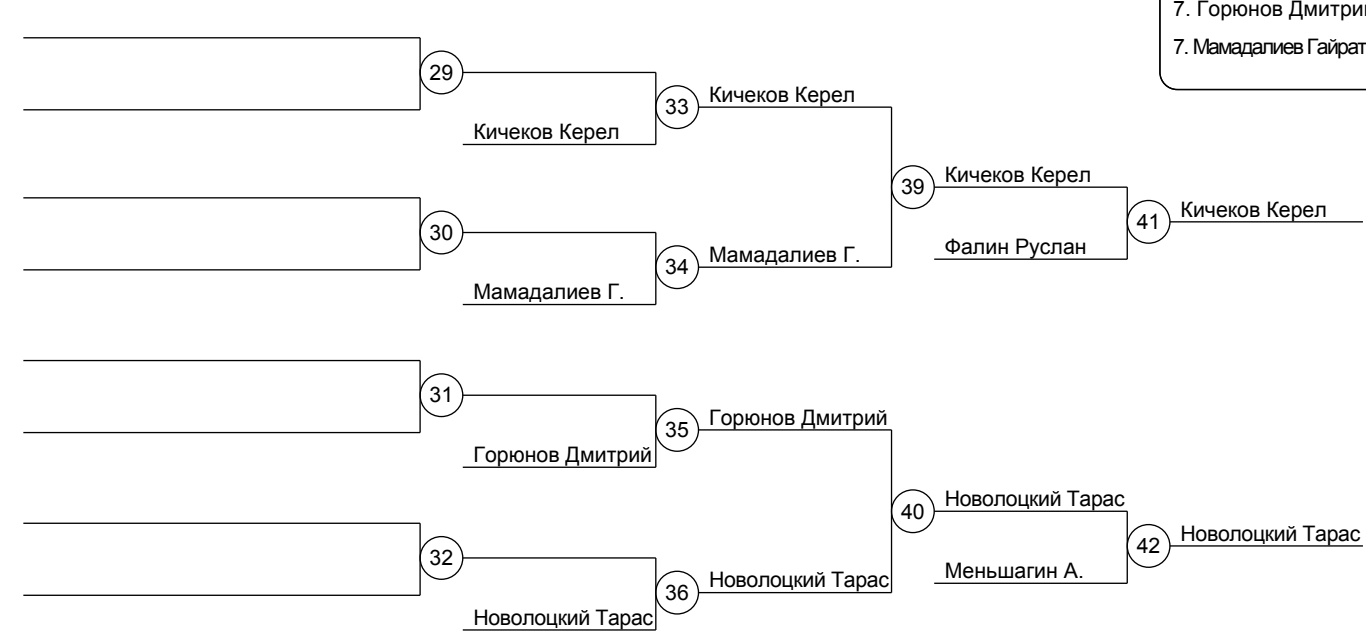 7. Горюнов Дмитрий
7. Мамадалиев Гайрат
29
33
Кичеков Керел
Кичеков Керел
39
Кичеков Керел
41
Кичеков Керел
30
34
Мамадалиев Г.
Фалин Руслан
Мамадалиев Г.
31
35
Горюнов Дмитрий
Горюнов Дмитрий
40
Новолоцкий Тарас
42
Новолоцкий Тарас
32
36
Новолоцкий Тарас
Меньшагин А.
Новолоцкий Тарас